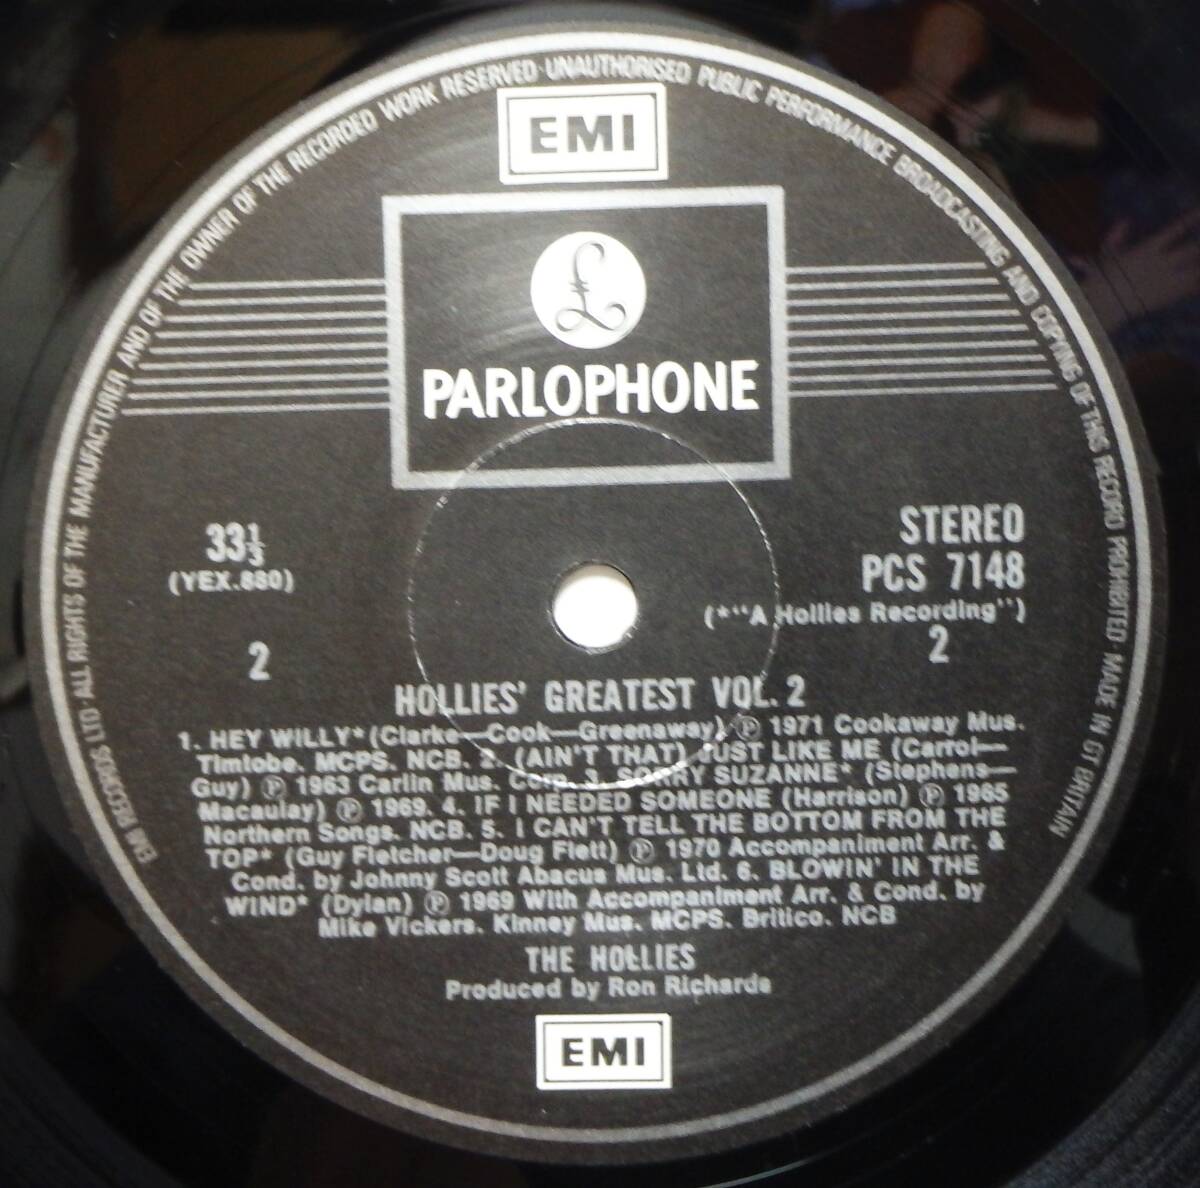 EMI RECORDS LTD·ALL RIGHTS OF THE MANUFACTURER AND OF THE OWNER OF THE RECORDED WORK RESERVED·UNAUTHORISED PUBLIC PERFORMANCE BROADCASTING AND COPYING OF THIS RECORD PROHIBITED·MADE IN GT BRITAIN
EMI
£
PARLOPHONE
33⅓
(YEX.880)
2
STEREO
PCS 7148
(*"A Hollies Recording")
2
HOLLIES' GREATEST VOL. 2
1. HEY WILLY* (Clarke—Cook—Greenaway) ℗ 1971 Cookaway Mus.
Timtobe. MCPS. NCB. 2. (AIN'T THAT) JUST LIKE ME (Carrol—
Guy) ℗ 1963 Carlin Mus. Corp. 3. SORRY SUZANNE* (Stephens—
Macaulay) ℗ 1969. 4. IF I NEEDED SOMEONE (Harrison) ℗ 1965
Northern Songs. NCB. 5. I CAN'T TELL THE BOTTOM FROM THE
TOP* (Guy Fletcher—Doug Flett) ℗ 1970 Accompaniment Arr. &
Cond. by Johnny Scott Abacus Mus. Ltd. 6. BLOWIN' IN THE
WIND* (Dylan) ℗ 1969 With Accompaniment Arr. & Cond. by
Mike Vickers. Kinney Mus. MCPS. Britico. NCB
THE HOLLIES
Produced by Ron Richards
EMI